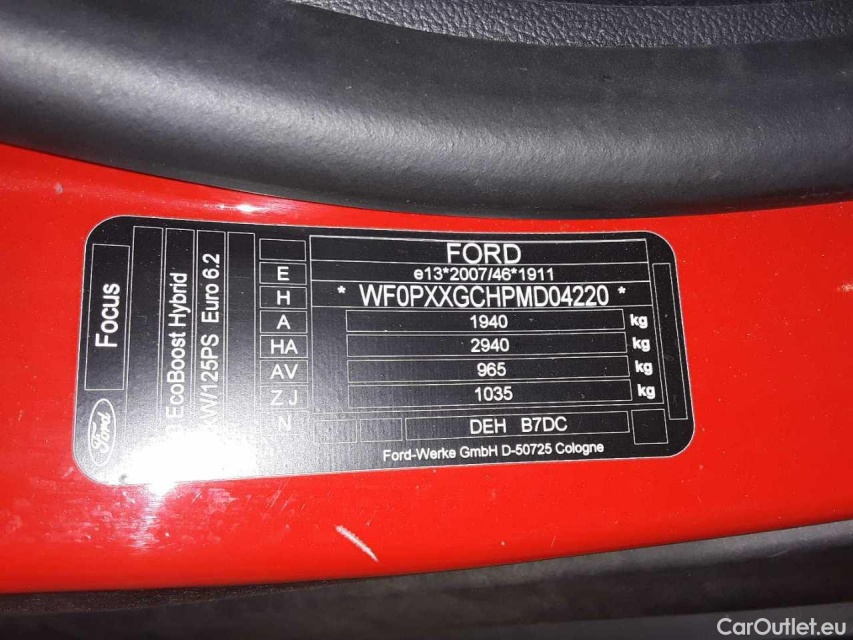 FORD
e13*2007/46*1911
* WF0PXXGCHPMD04220 *
1940 kg
2940 kg
965 kg
1035 kg
DEH B7DC
Ford-Werke GmbH D-50725 Cologne
E
H
A
HA
AV
Z J
N
Focus
EcoBoost Hybrid
kW/125PS Euro 6.2
Ford
CarOutlet.eu